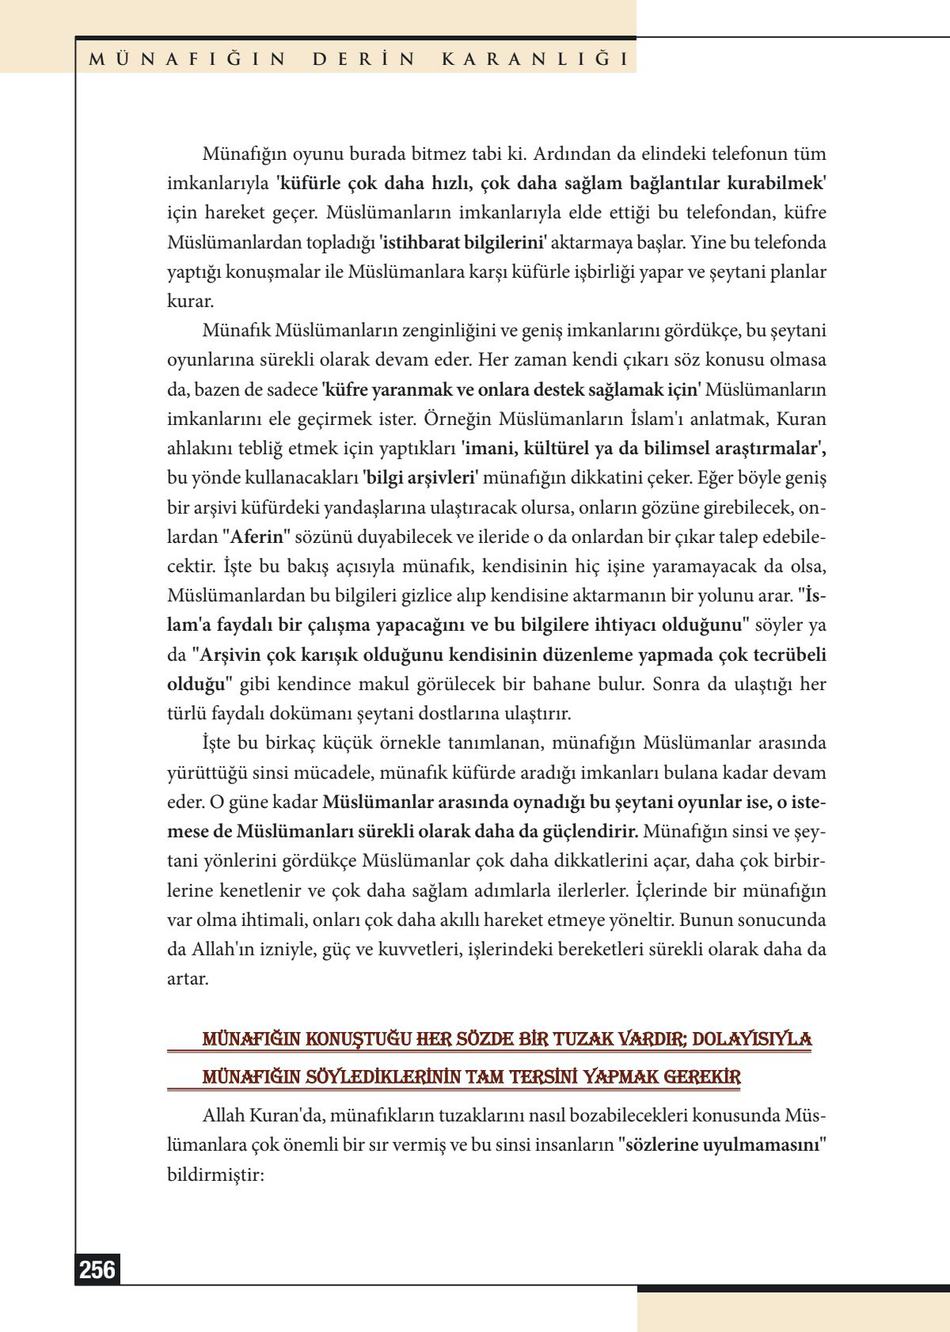 MÜNAFIĞIN DERİN KARANLIĞI
Münafığın oyunu burada bitmez tabi ki. Ardından da elindeki telefonun tüm
imkanlarıyla 'küfürle çok daha hızlı, çok daha sağlam bağlantılar kurabilmek'
için hareket geçer. Müslümanların imkanlarıyla elde ettiği bu telefondan, küfre
Müslümanlardan topladığı 'istihbarat bilgilerini' aktarmaya başlar. Yine bu telefonda
yaptığı konuşmalar ile Müslümanlara karşı küfürle işbirliği yapar ve şeytani planlar
kurar.
Münafık Müslümanların zenginliğini ve geniş imkanlarını gördükçe, bu şeytani
oyunlarına sürekli olarak devam eder. Her zaman kendi çıkarı söz konusu olmasa
da, bazen de sadece 'küfre yaranmak ve onlara destek sağlamak için' Müslümanların
imkanlarını ele geçirmek ister. Örneğin Müslümanların İslam'ı anlatmak, Kuran
ahlakını tebliğ etmek için yaptıkları 'imani, kültürel ya da bilimsel araştırmalar',
bu yönde kullanacakları 'bilgi arşivleri' münafığın dikkatini çeker. Eğer böyle geniş
bir arşivi küfürdeki yandaşlarına ulaştıracak olursa, onların gözüne girebilecek, on-
lardan "Aferin" sözünü duyabilecek ve ileride o da onlardan bir çıkar talep edebile-
cektir. İşte bu bakış açısıyla münafık, kendisinin hiç işine yaramayacak da olsa,
Müslümanlardan bu bilgileri gizlice alıp kendisine aktarmanın bir yolunu arar. "İs-
lam'a faydalı bir çalışma yapacağını ve bu bilgilere ihtiyacı olduğunu" söyler ya
da "Arşivin çok karışık olduğunu kendisinin düzenleme yapmada çok tecrübeli
olduğu" gibi kendince makul görülecek bir bahane bulur. Sonra da ulaştığı her
türlü faydalı dokümanı şeytani dostlarına ulaştırır.
İşte bu birkaç küçük örnekle tanımlanan, münafığın Müslümanlar arasında
yürüttüğü sinsi mücadele, münafık küfürde aradığı imkanları bulana kadar devam
eder. O güne kadar Müslümanlar arasında oynadığı bu şeytani oyunlar ise, o iste-
mese de Müslümanları sürekli olarak daha da güçlendirir. Münafığın sinsi ve şey-
tani yönlerini gördükçe Müslümanlar çok daha dikkatlerini açar, daha çok birbir-
lerine kenetlenir ve çok daha sağlam adımlarla ilerlerler. İçlerinde bir münafığın
var olma ihtimali, onları çok daha akıllı hareket etmeye yöneltir. Bunun sonucunda
da Allah'ın izniyle, güç ve kuvvetleri, işlerindeki bereketleri sürekli olarak daha da
artar.
MÜNAFIĞIN KONUŞTUĞU HER SÖZDE BİR TUZAK VARDIR; DOLAYISIYLA
MÜNAFIĞIN SÖYLEDİKLERİNİN TAM TERSİNİ YAPMAK GEREKİR
Allah Kuran'da, münafıkların tuzaklarını nasıl bozabilecekleri konusunda Müs-
lümanlara çok önemli bir sır vermiş ve bu sinsi insanların "sözlerine uyulmamasını"
bildirmiştir:
256